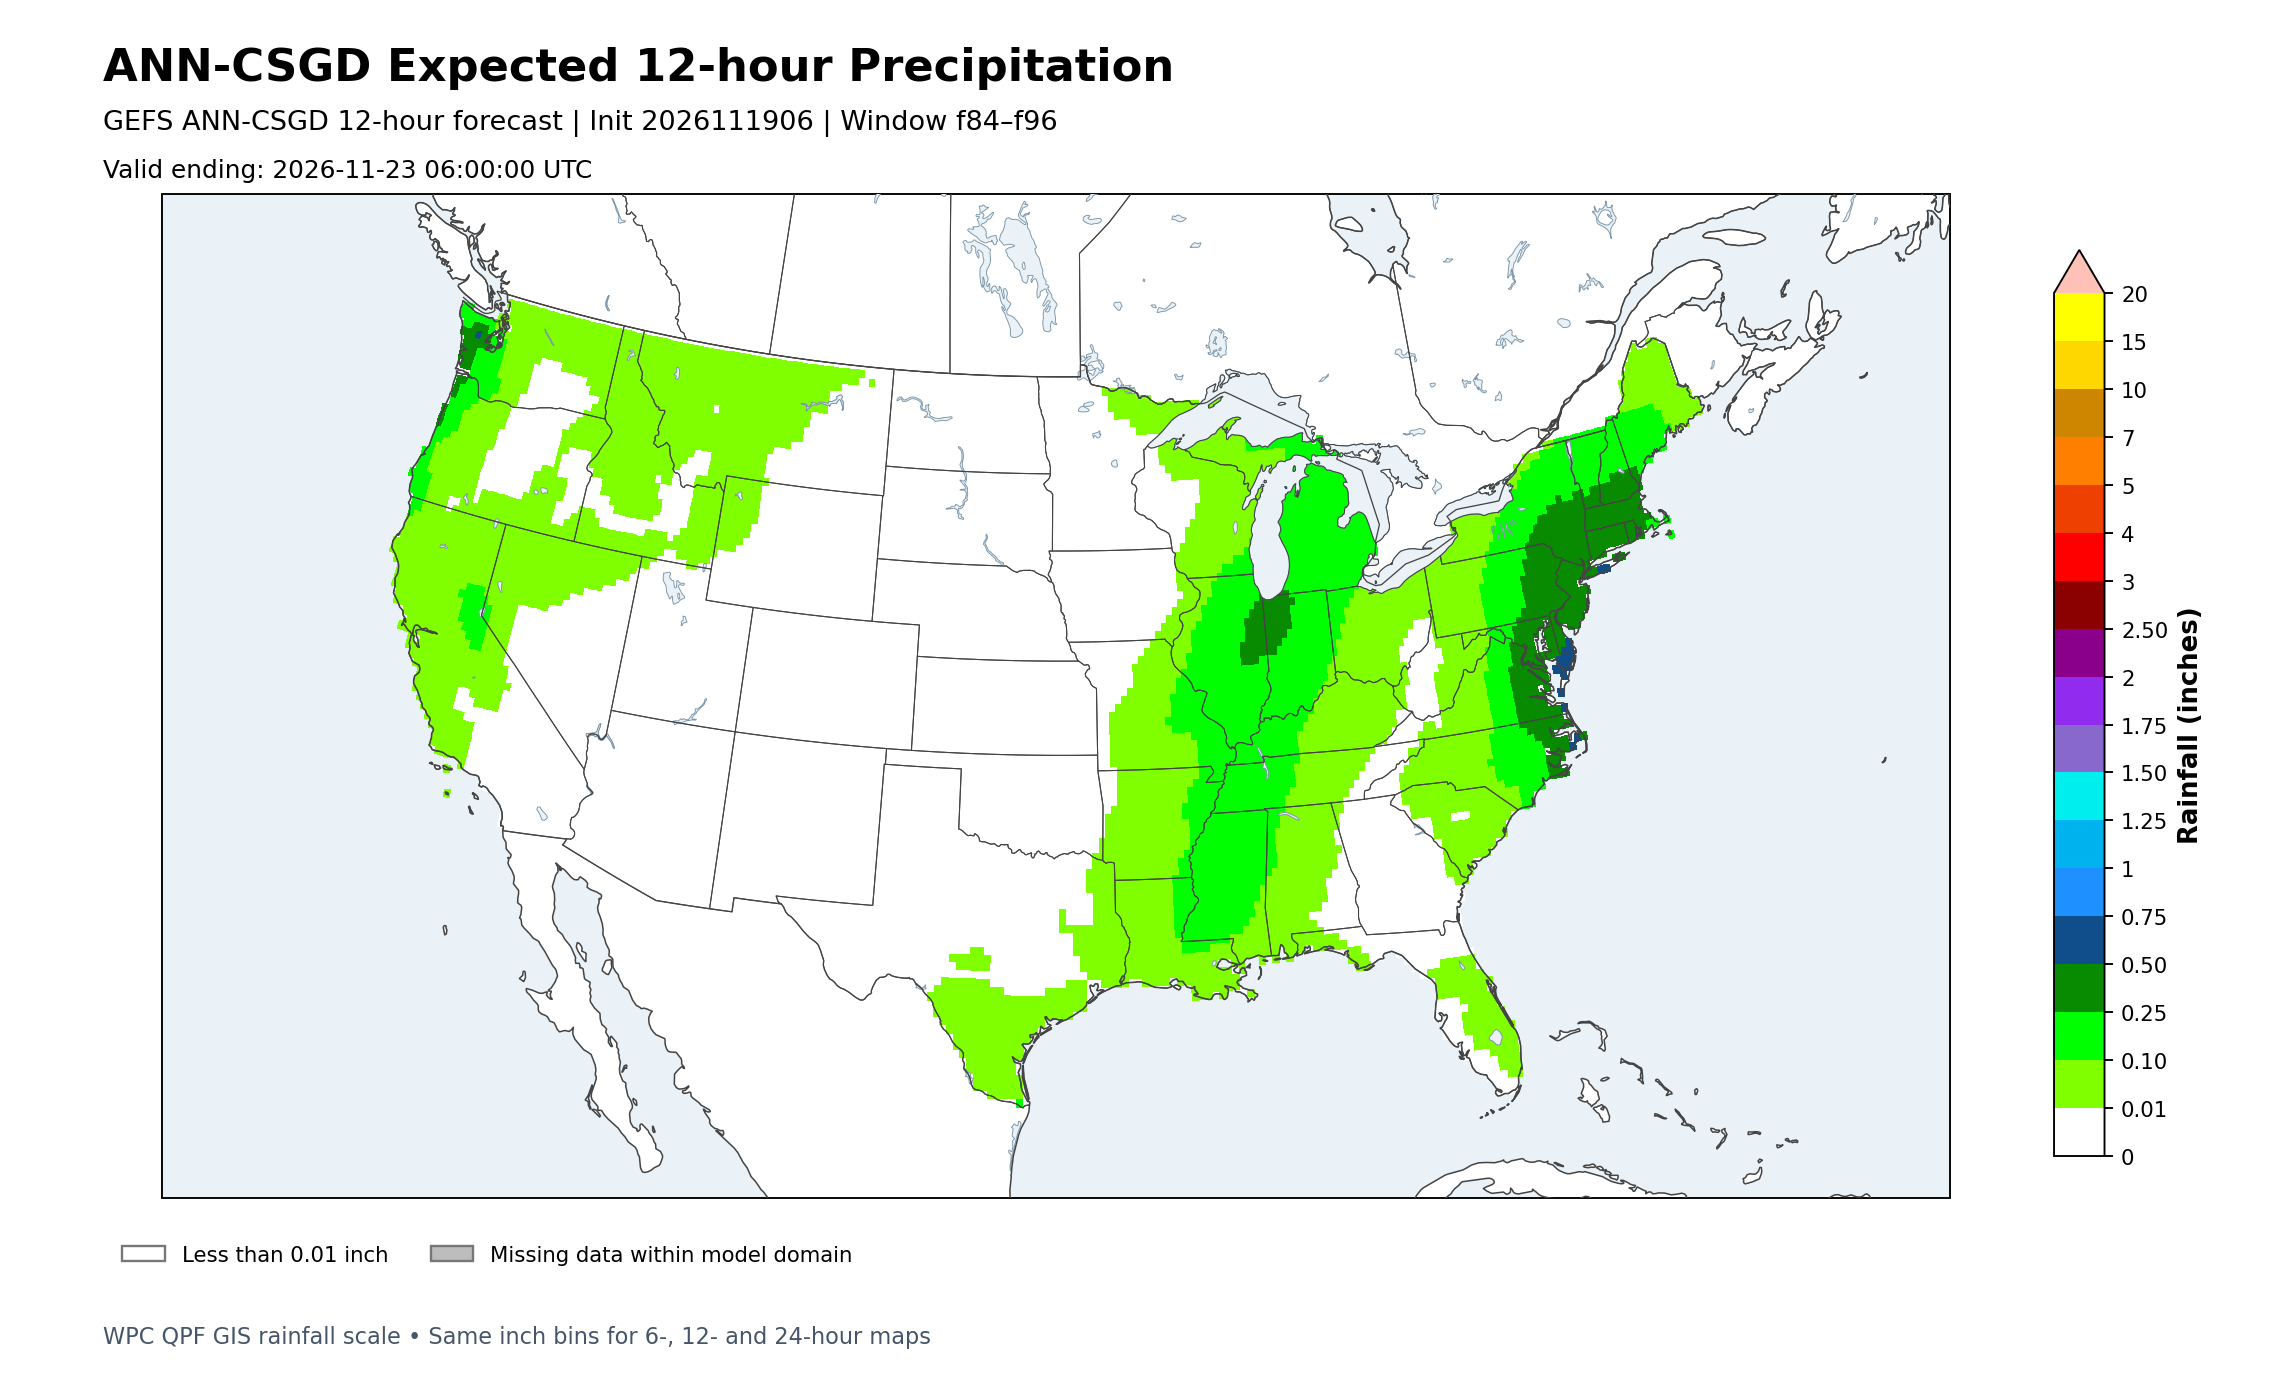 ANN-CSGD Expected 12-hour Precipitation
GEFS ANN-CSGD 12-hour forecast | Init 2026111906 | Window f84–f96
Valid ending: 2026-11-23 06:00:00 UTC
20
15
10
7
5
4
3
2.50
2
1.75
1.50
1.25
1
0.75
0.50
0.25
0.10
0.01
0
Rainfall (inches)
Less than 0.01 inch
Missing data within model domain
WPC QPF GIS rainfall scale • Same inch bins for 6-, 12- and 24-hour maps